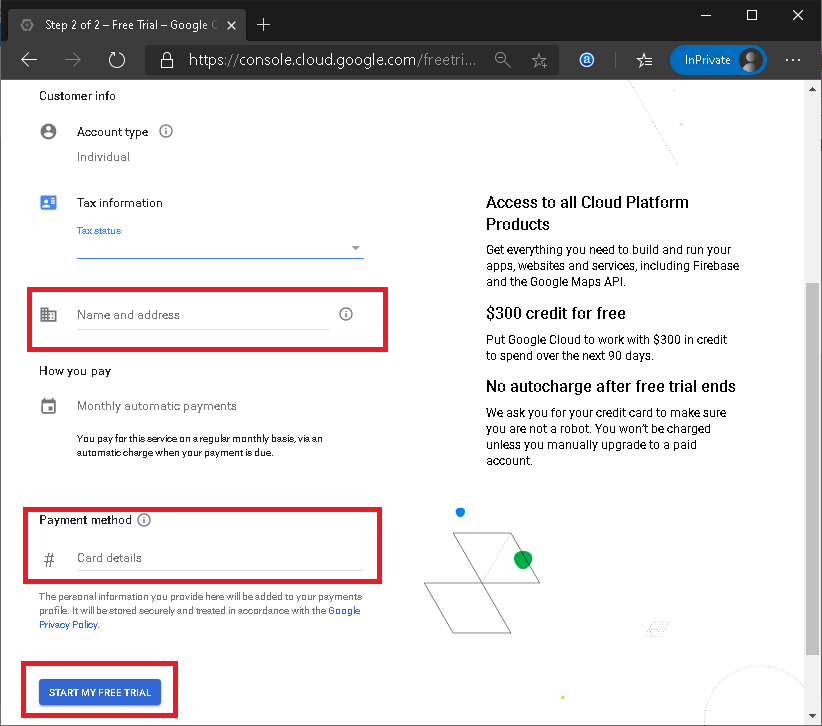 Step 2 of 2 – Free Trial – Google C
https://console.cloud.google.com/freetri...
InPrivate
Customer info
Account type
Individual
Tax information
Tax status
Name and address
How you pay
Monthly automatic payments
You pay for this service on a regular monthly basis, via an
automatic charge when your payment is due.
Payment method
# Card details
The personal information you provide here will be added to your payments
profile. It will be stored securely and treated in accordance with the Google
Privacy Policy.
START MY FREE TRIAL
Access to all Cloud Platform
Products
Get everything you need to build and run your
apps, websites and services, including Firebase
and the Google Maps API.
$300 credit for free
Put Google Cloud to work with $300 in credit
to spend over the next 90 days.
No autocharge after free trial ends
We ask you for your credit card to make sure
you are not a robot. You won't be charged
unless you manually upgrade to a paid
account.